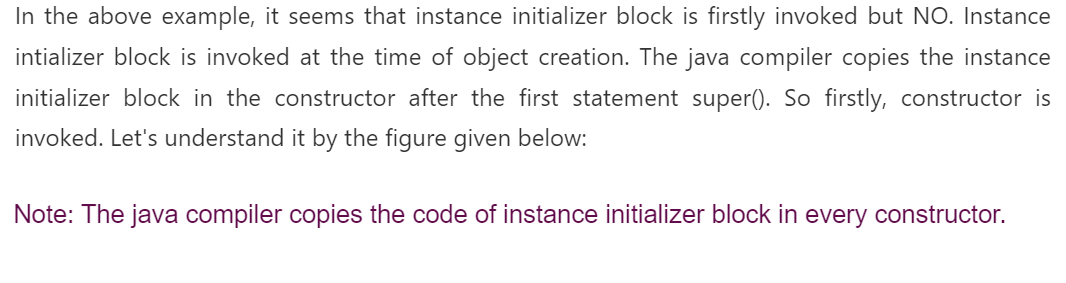 In the above example, it seems that instance initializer block is firstly invoked but NO. Instance
intializer block is invoked at the time of object creation. The java compiler copies the instance
initializer block in the constructor after the first statement super(). So firstly, constructor is
invoked. Let's understand it by the figure given below:
Note: The java compiler copies the code of instance initializer block in every constructor.